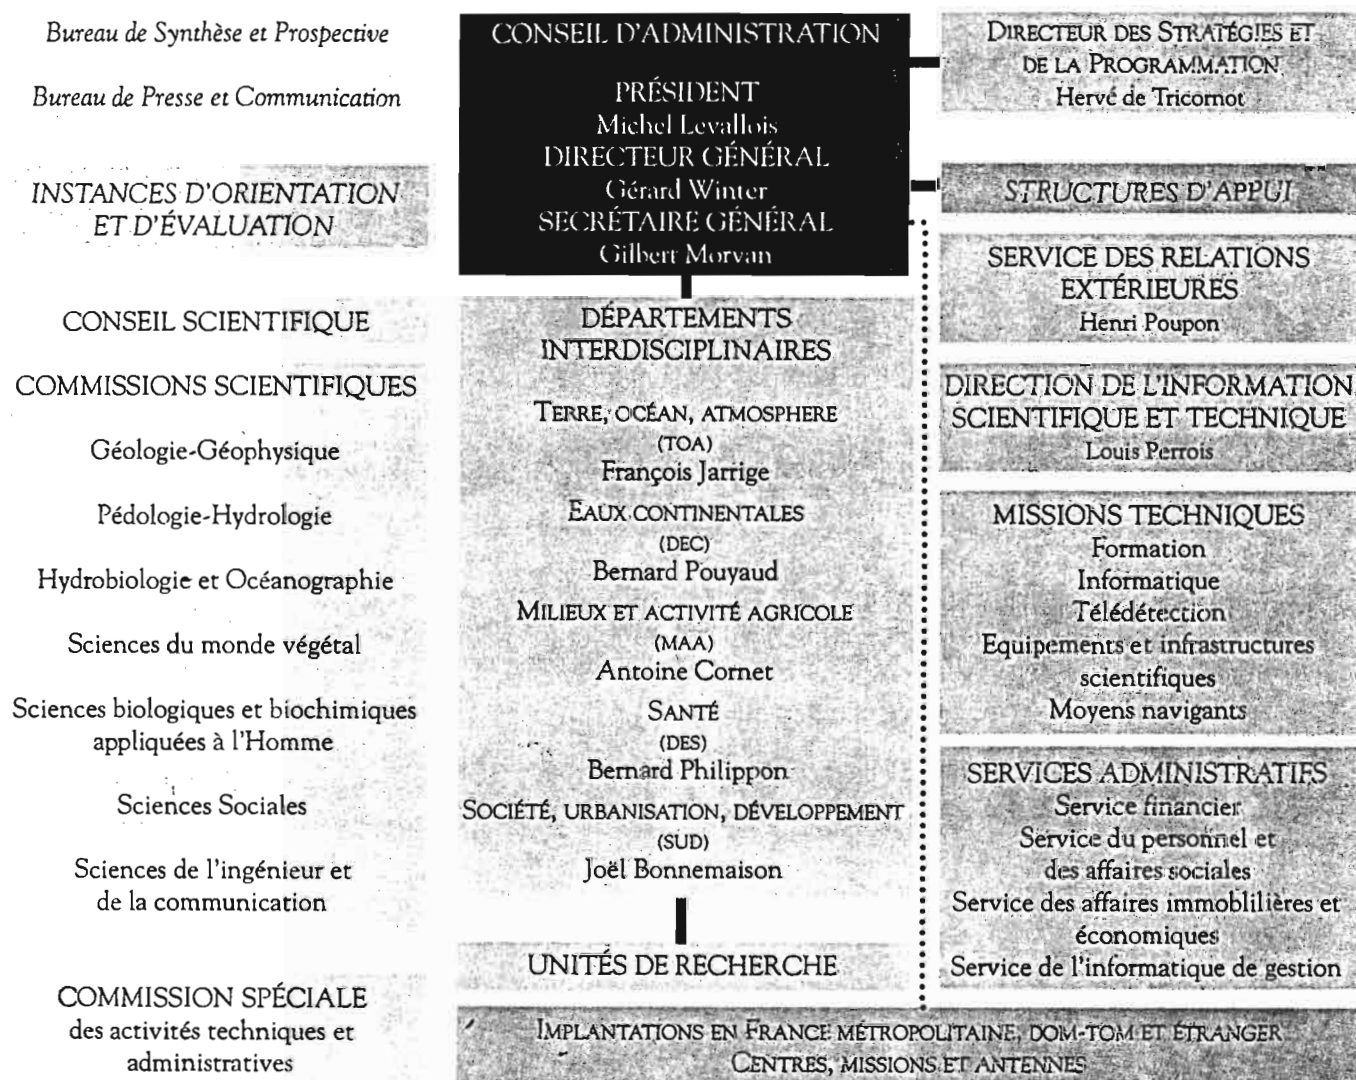 Bureau de Synthèse et Prospective
Bureau de Presse et Communication
INSTANCES D'ORIENTATION
ET D'ÉVALUATION
CONSEIL SCIENTIFIQUE
COMMISSIONS SCIENTIFIQUES
Géologie-Géophysique
Pédologie-Hydrologie
Hydrobiologie et Océanographie
Sciences du monde végétal
Sciences biologiques et biochimiques
appliquées à l'Homme
Sciences Sociales
Sciences de l'ingénieur et
de la communication
COMMISSION SPÉCIALE
des activités techniques et
administratives
CONSEIL D'ADMINISTRATION
PRÉSIDENT
Michel Levallois
DIRECTEUR GÉNÉRAL
Gérard Winter
SECRÉTAIRE GÉNÉRAL
Gilbert Morvan
DÉPARTEMENTS
INTERDISCIPLINAIRES
TERRE, OCÉAN, ATMOSPHERE
(TOA)
François Jarrige
EAUX CONTINENTALES
(DEC)
Bernard Pouyaud
MILIEUX ET ACTIVITÉ AGRICOLE
(MAA)
Antoine Cornet
SANTÉ
(DES)
Bernard Philippon
SOCIÉTÉ, URBANISATION, DÉVELOPPEMENT
(SUD)
Joël Bonnemaison
UNITÉS DE RECHERCHE
DIRECTEUR DES STRATÉGIES ET
DE LA PROGRAMMATION
Hervé de Tricornot
STRUCTURES D'APPUI
SERVICE DES RELATIONS
EXTÉRIEURES
Henri Poupon
DIRECTION DE L'INFORMATION
SCIENTIFIQUE ET TECHNIQUE
Louis Perrois
MISSIONS TECHNIQUES
Formation
Informatique
Télédétection
Equipements et infrastructures
scientifiques
Moyens navigants
SERVICES ADMINISTRATIFS
Service financier
Service du personnel et
des affaires sociales
Service des affaires immoblilières et
économiques
Service de l'informatique de gestion
IMPLANTATIONS EN FRANCE MÉTROPOLITAINE, DOM-TOM ET ÉTRANGER
CENTRES, MISSIONS ET ANTENNES